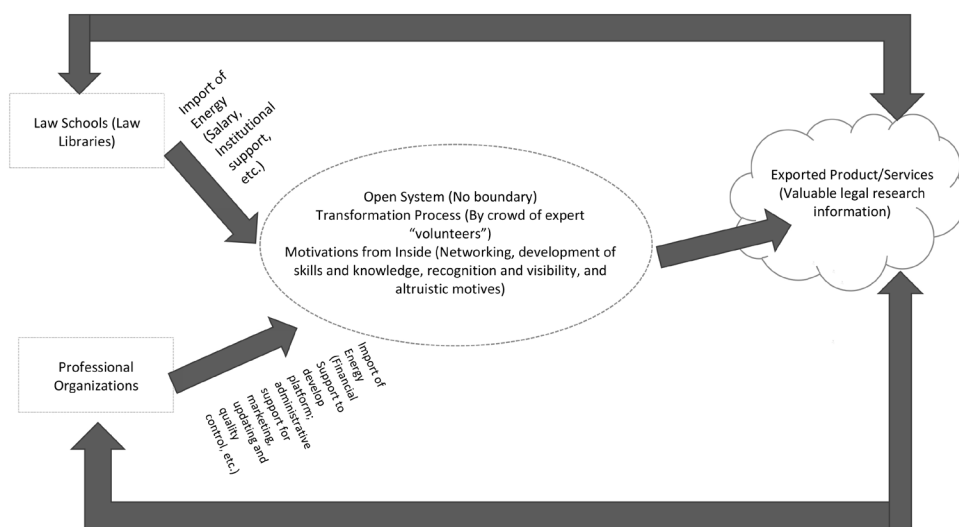 Law Schools (Law
Libraries)
Import of
Energy
(Salary,
Institutional
support,
etc.)
Open System (No boundary)
Transformation Process (By crowd of expert
“volunteers”)
Motivations from Inside (Networking, development of
skills and knowledge, recognition and visibility, and
altruistic motives)
Exported Product/Services
(Valuable legal research
information)
Professional
Organizations
Import of
Energy
(Financial
Support to
develop
platform;
administrative
support for
marketing,
updating and
quality
control, etc.)